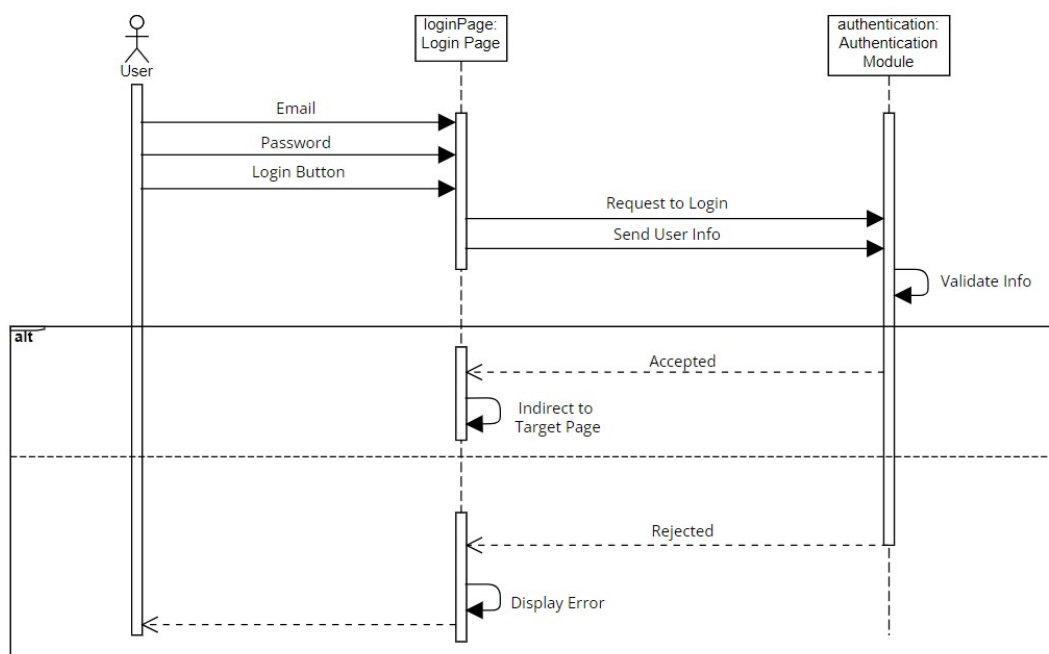 loginPage:
Login Page
authentication:
Authentication
Module
User
Email
Password
Login Button
Request to Login
Send User Info
Validate Info
alt
Accepted
Indirect to
Target Page
Rejected
Display Error